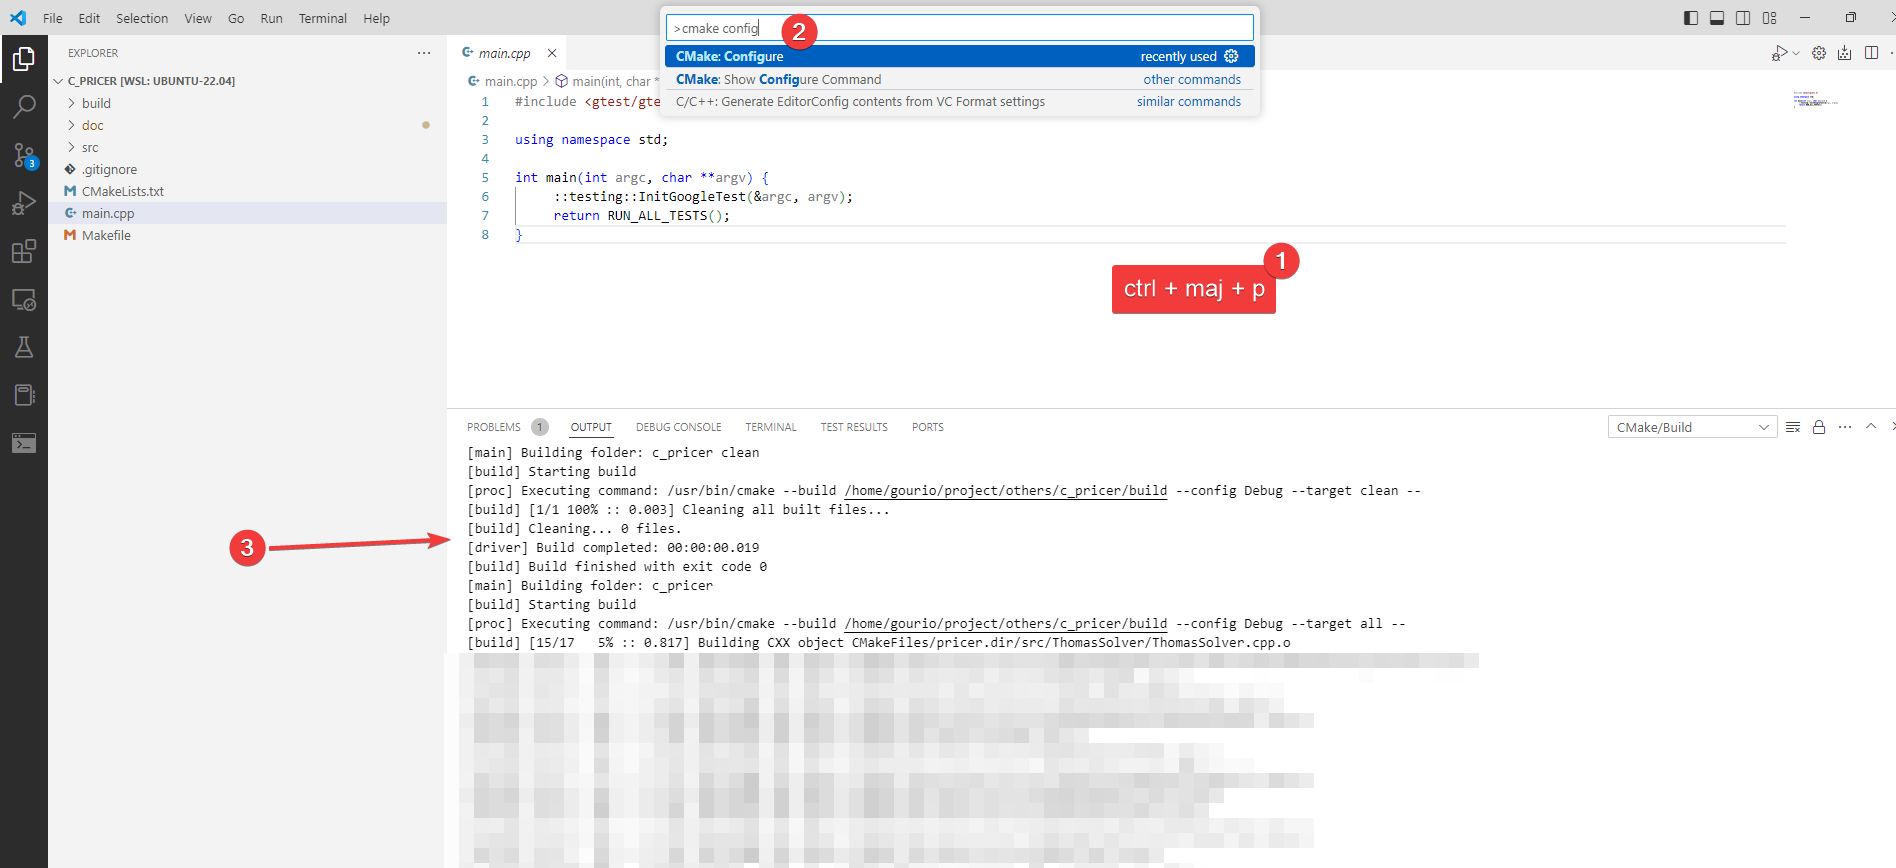 File Edit Selection View Go Run Terminal Help
>cmake config
2
CMake: Configure recently used
CMake: Show Configure Command other commands
C/C++: Generate EditorConfig contents from VC Format settings similar commands
EXPLORER
C_PRICER [WSL: UBUNTU-22.04]
build
doc
src
.gitignore
CMakeLists.txt
main.cpp
Makefile
3
main.cpp
main.cpp > main(int, char *
1 #include <gtest/gte
2
3 using namespace std;
4
5 int main(int argc, char **argv) {
6 ::testing::InitGoogleTest(&argc, argv);
7 return RUN_ALL_TESTS();
8 }
1
ctrl + maj + p
PROBLEMS 1 OUTPUT DEBUG CONSOLE TERMINAL TEST RESULTS PORTS
CMake/Build
[main] Building folder: c_pricer clean
[build] Starting build
[proc] Executing command: /usr/bin/cmake --build /home/gourio/project/others/c_pricer/build --config Debug --target clean --
[build] [1/1 100% :: 0.003] Cleaning all built files...
[build] Cleaning... 0 files.
[driver] Build completed: 00:00:00.019
[build] Build finished with exit code 0
[main] Building folder: c_pricer
[build] Starting build
[proc] Executing command: /usr/bin/cmake --build /home/gourio/project/others/c_pricer/build --config Debug --target all --
[build] [15/17 5% :: 0.817] Building CXX object CMakeFiles/pricer.dir/src/ThomasSolver/ThomasSolver.cpp.o
3